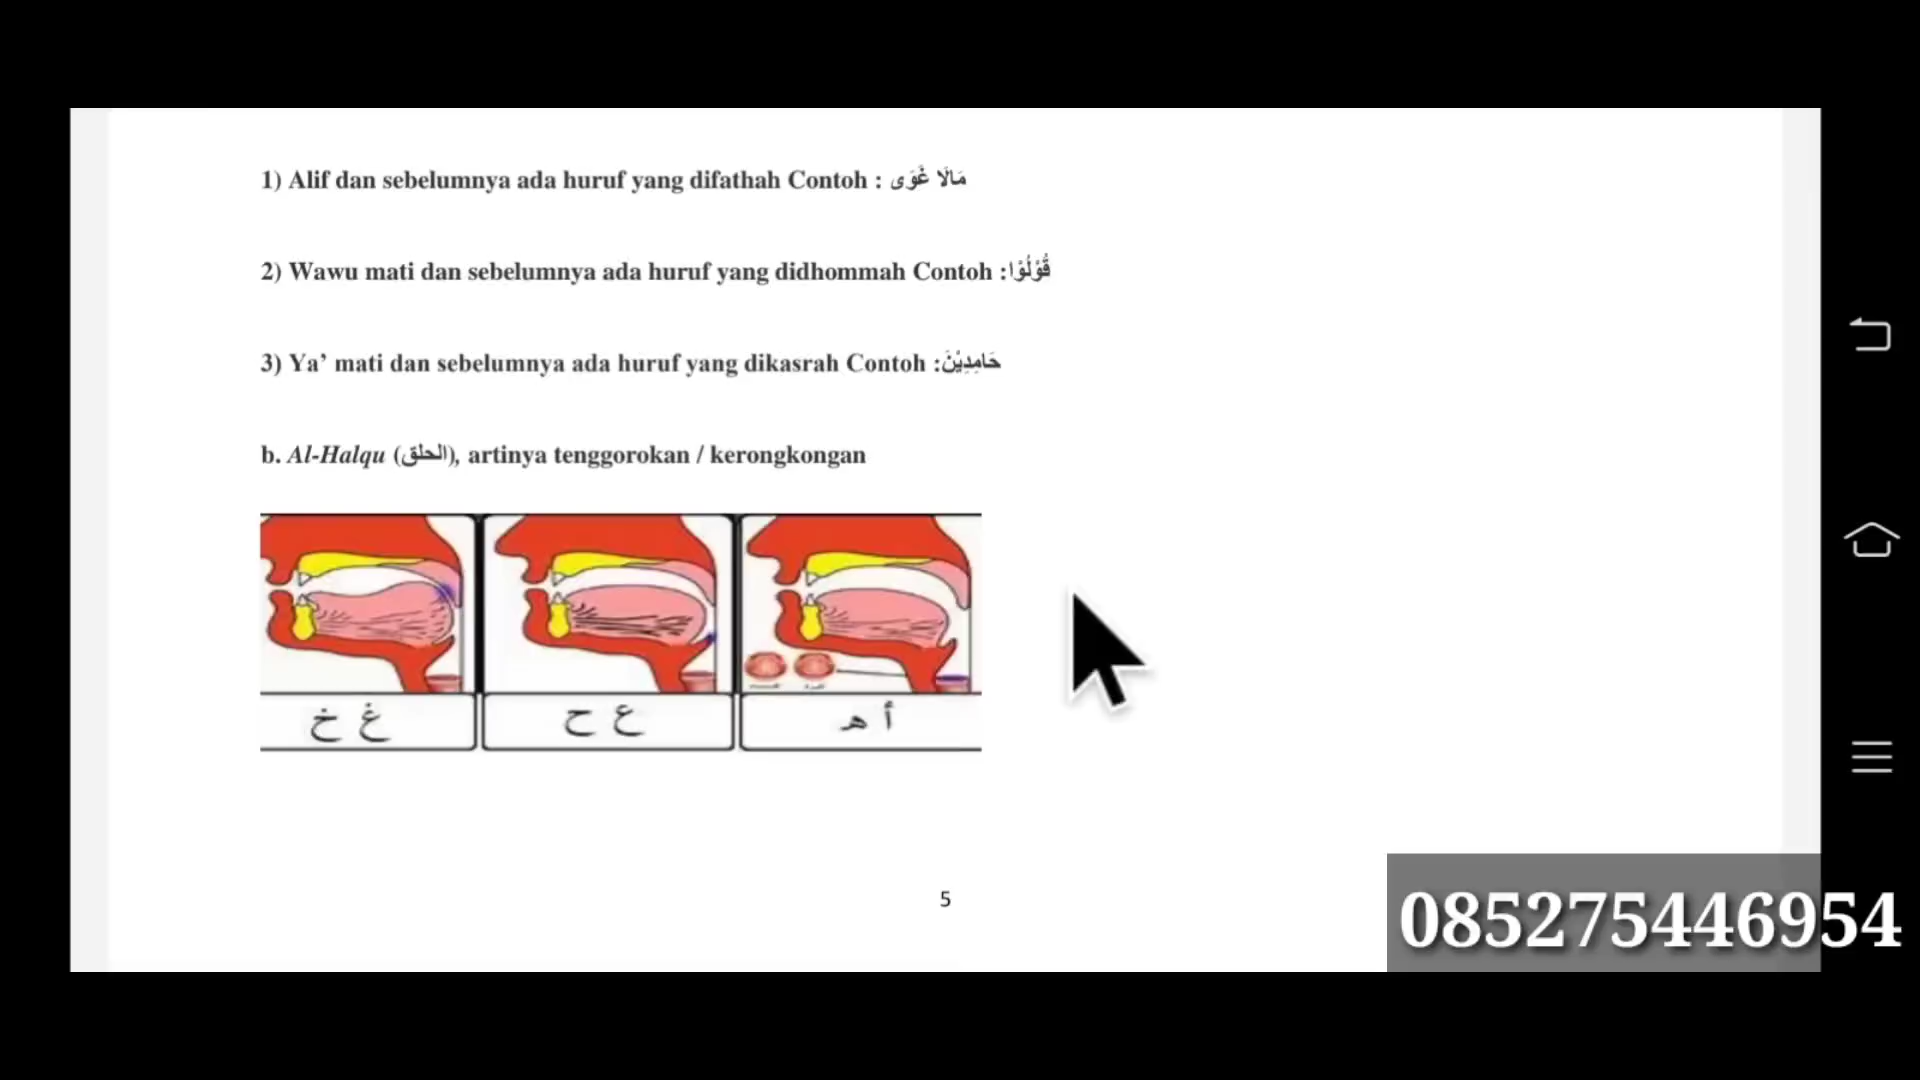 1) Alif dan sebelumnya ada huruf yang difathah Contoh : مَالَا غَوَى
2) Wawu mati dan sebelumnya ada huruf yang didhommah Contoh :قُوْلُوْا
3) Ya’ mati dan sebelumnya ada huruf yang dikasrah Contoh :حَامِدِيْنَ
b. Al-Halqu (الحلق), artinya tenggorokan / kerongkongan
غ خ
ع ح
أ هـ
5
085275446954